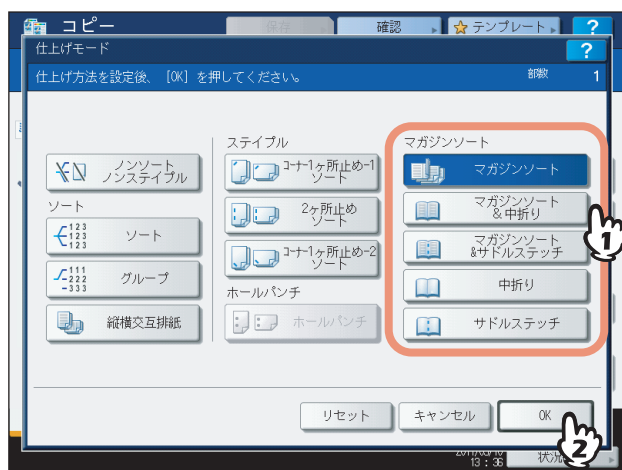 コピー
保存
確認
テンプレート
?
仕上げモード
?
仕上げ方法を設定後、 [OK] を押してください。
部数 1
ノンソート
ノンステイプル
ソート
123
123
123
ソート
111
222
333
グループ
縦横交互排紙
ステイプル
コーナー1ヶ所止め-1
ソート
2ヶ所止め
ソート
コーナー1ヶ所止め-2
ソート
ホールパンチ
ホールパンチ
マガジンソート
マガジンソート
マガジンソート
&中折り
マガジンソート
&サドルステッチ
中折り
サドルステッチ
1
リセット
キャンセル
OK
2
13:36
状況